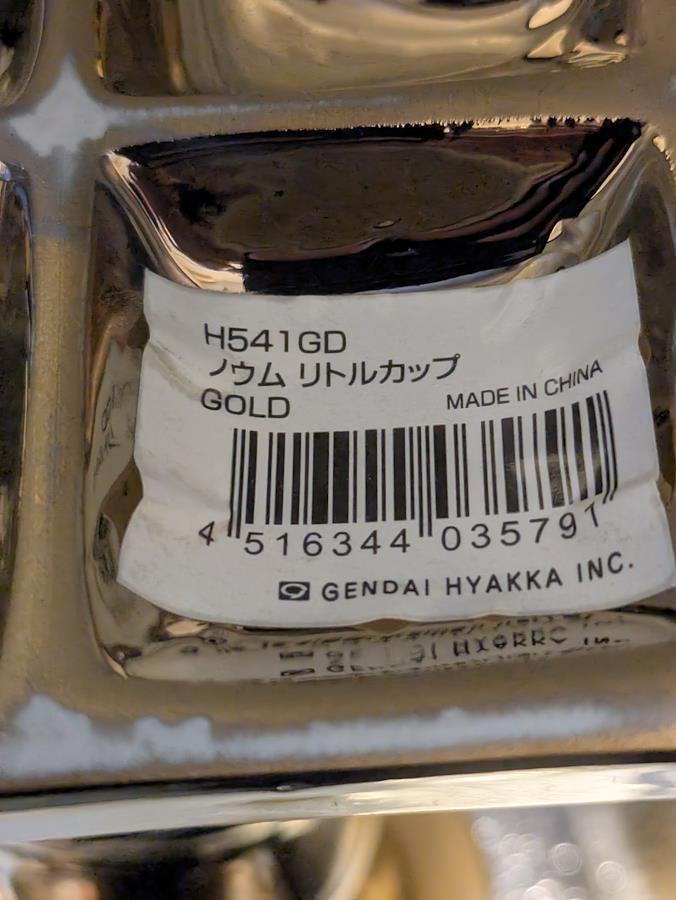 H541GD
ノウム リトルカップ
GOLD
MADE IN CHINA
4 516344 035791
GENDAI HYAKKA INC.